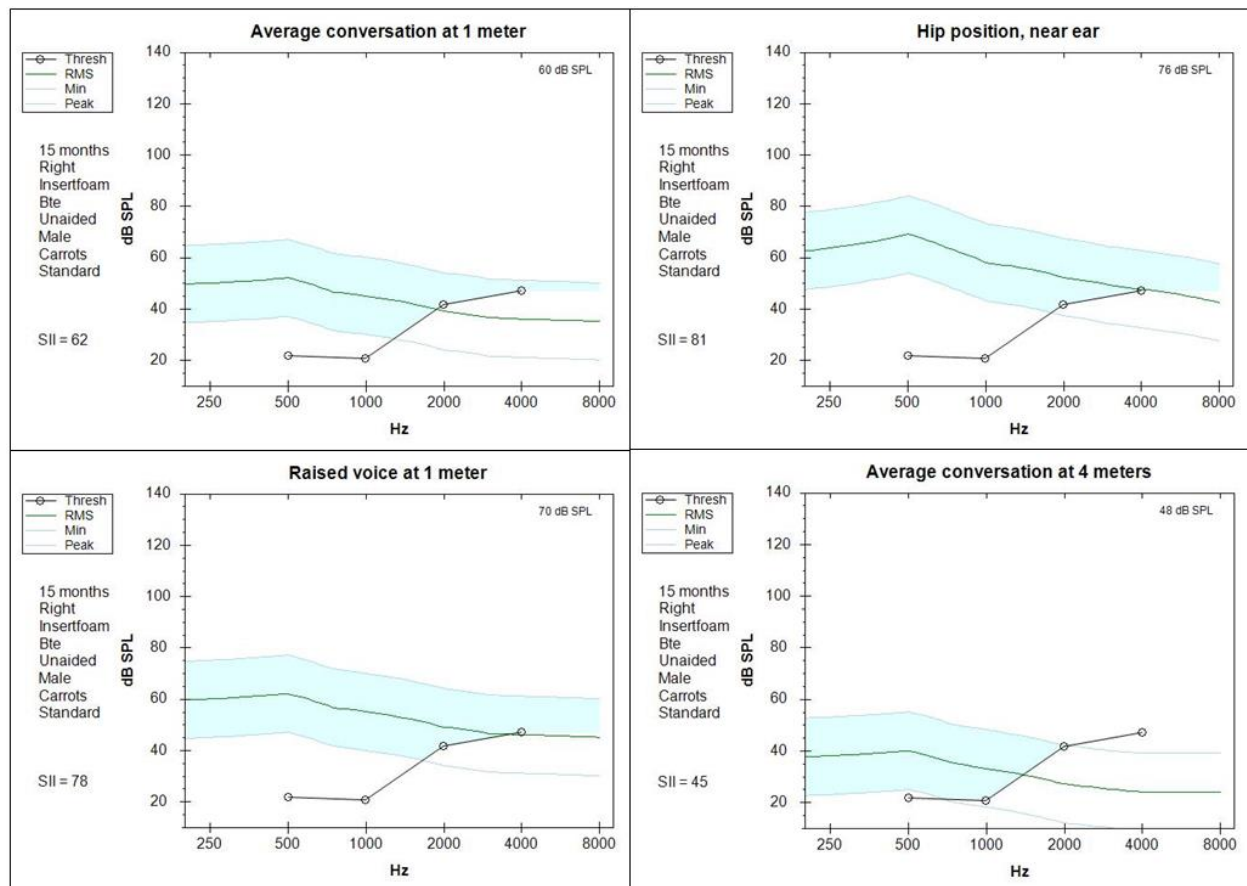 Average conversation at 1 meter
Thresh
RMS
Min
Peak
60 dB SPL
15 months
Right
Insertfoam
Bte
Unaided
Male
Carrots
Standard
SII = 62
dB SPL
140
120
100
80
60
40
20
250 500 1000 2000 4000 8000
Hz
Hip position, near ear
Thresh
RMS
Min
Peak
76 dB SPL
15 months
Right
Insertfoam
Bte
Unaided
Male
Carrots
Standard
SII = 81
dB SPL
140
120
100
80
60
40
20
250 500 1000 2000 4000 8000
Hz
Raised voice at 1 meter
Thresh
RMS
Min
Peak
70 dB SPL
15 months
Right
Insertfoam
Bte
Unaided
Male
Carrots
Standard
SII = 78
dB SPL
140
120
100
80
60
40
20
250 500 1000 2000 4000 8000
Hz
Average conversation at 4 meters
Thresh
RMS
Min
Peak
48 dB SPL
15 months
Right
Insertfoam
Bte
Unaided
Male
Carrots
Standard
SII = 45
dB SPL
140
120
100
80
60
40
20
250 500 1000 2000 4000 8000
Hz